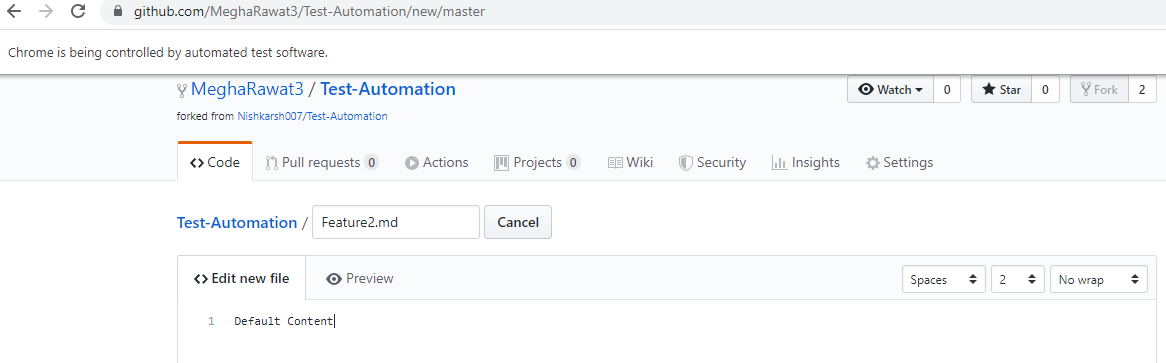 github.com/MeghaRawat3/Test-Automation/new/master
Chrome is being controlled by automated test software.
MeghaRawat3 / Test-Automation Watch 0 Star 0 Fork 2
forked from Nishkarsh007/Test-Automation
<> Code Pull requests 0 Actions Projects 0 Wiki Security Insights Settings
Test-Automation / Feature2.md Cancel
<> Edit new file Preview Spaces 2 No wrap
1 Default Content